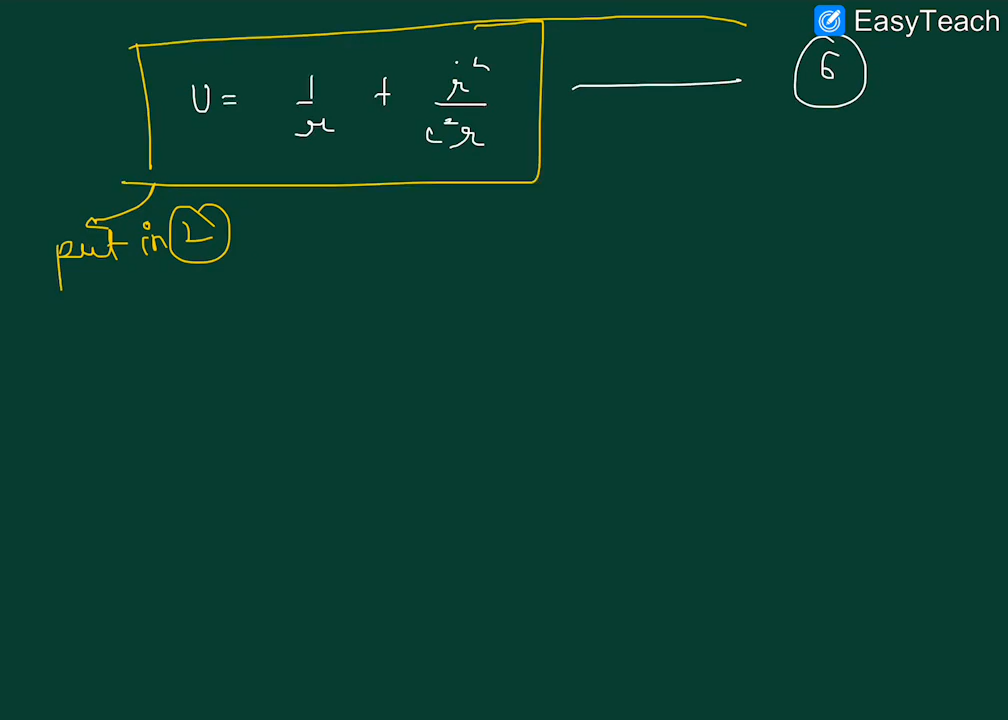 EasyTeach
U = 1/r + ṙ²/c²r ——— 6
put in 2